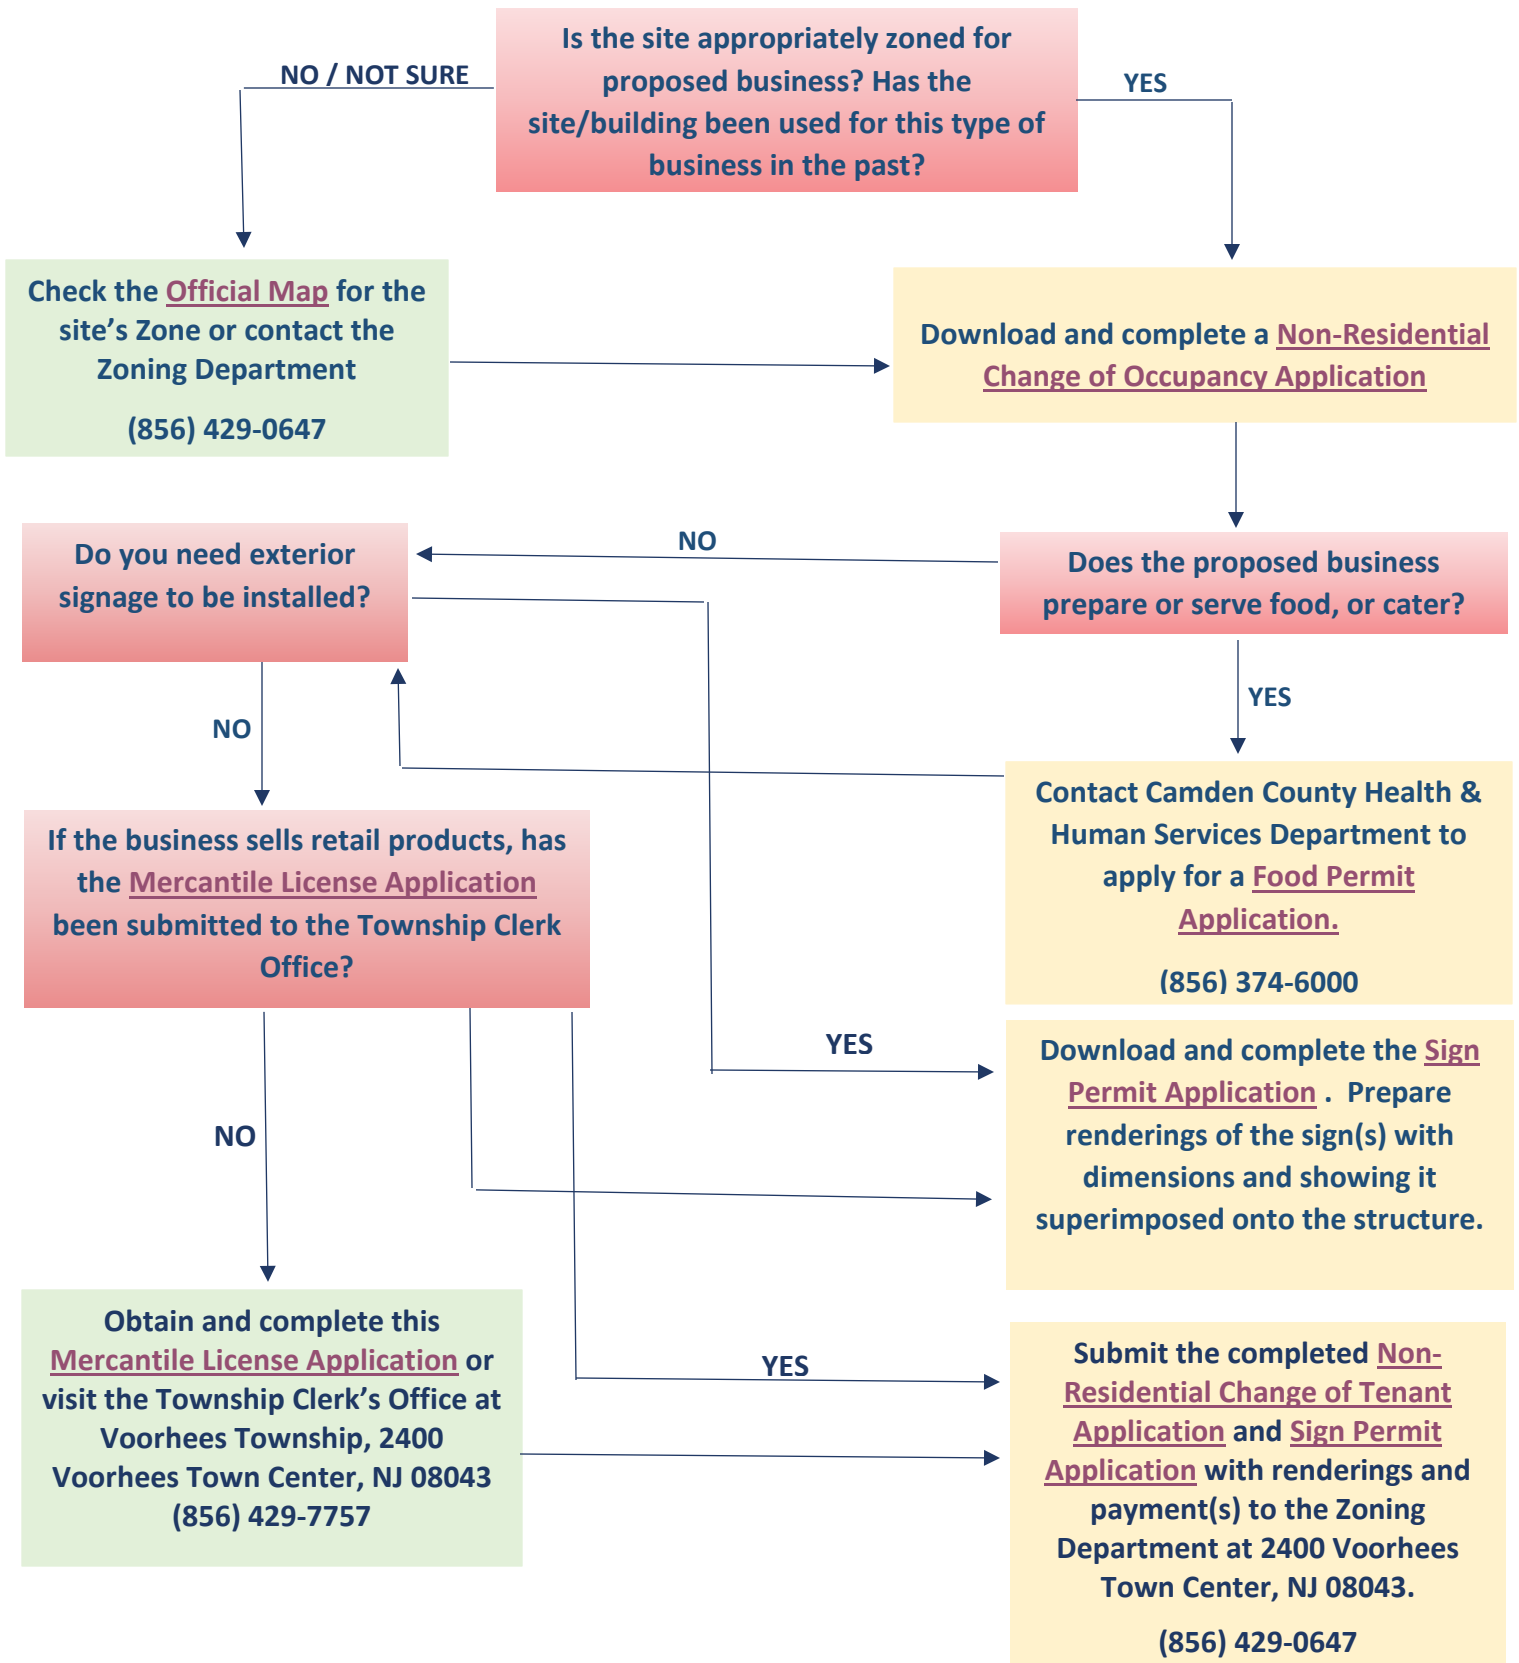 Is the site appropriately zoned for
proposed business? Has the
site/building been used for this type of
business in the past?
NO / NOT SURE
YES
Check the Official Map for the
site’s Zone or contact the
Zoning Department
(856) 429-0647
Download and complete a Non-Residential
Change of Occupancy Application
Do you need exterior
signage to be installed?
NO
Does the proposed business
prepare or serve food, or cater?
NO
YES
If the business sells retail products, has
the Mercantile License Application
been submitted to the Township Clerk
Office?
Contact Camden County Health &
Human Services Department to
apply for a Food Permit
Application.
(856) 374-6000
YES
Download and complete the Sign
Permit Application .  Prepare
renderings of the sign(s) with
dimensions and showing it
superimposed onto the structure.
NO
Obtain and complete this
Mercantile License Application or
visit the Township Clerk’s Office at
Voorhees Township, 2400
Voorhees Town Center, NJ 08043
(856) 429-7757
YES
Submit the completed Non-
Residential Change of Tenant
Application and Sign Permit
Application with renderings and
payment(s) to the Zoning
Department at 2400 Voorhees
Town Center, NJ 08043.
(856) 429-0647